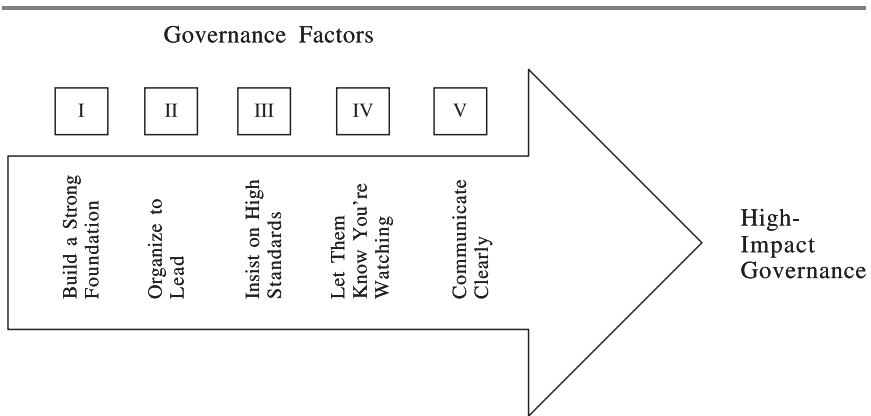 Governance Factors
I
II
III
IV
V
Build a Strong
Foundation
Organize to
Lead
Insist on High
Standards
Let Them
Know You're
Watching
Communicate
Clearly
High-
Impact
Governance